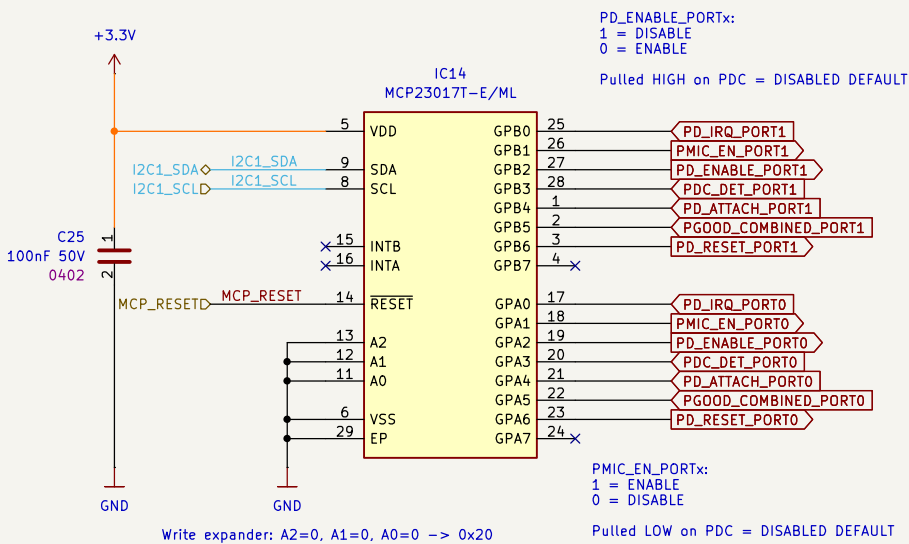 PD_ENABLE_PORTx:
1 = DISABLE
0 = ENABLE
Pulled HIGH on PDC = DISABLED DEFAULT
+3.3V
IC14
MCP23017T-E/ML
5 VDD GPB0 25 PD_IRQ_PORT1
GPB1 26 PMIC_EN_PORT1
I2C1_SDA I2C1_SDA 9 SDA GPB2 27 PD_ENABLE_PORT1
I2C1_SCL I2C1_SCL 8 SCL GPB3 28 PDC_DET_PORT1
GPB4 1 PD_ATTACH_PORT1
GPB5 2 PGOOD_COMBINED_PORT1
15 INTB GPB6 3 PD_RESET_PORT1
16 INTA GPB7 4
C25 1
100nF 50V
0402 2
MCP_RESET MCP_RESET 14 RESET GPA0 17 PD_IRQ_PORT0
GPA1 18 PMIC_EN_PORT0
13 A2 GPA2 19 PD_ENABLE_PORT0
12 A1 GPA3 20 PDC_DET_PORT0
11 A0 GPA4 21 PD_ATTACH_PORT0
GPA5 22 PGOOD_COMBINED_PORT0
6 VSS GPA6 23 PD_RESET_PORT0
29 EP GPA7 24
GND GND
PMIC_EN_PORTx:
1 = ENABLE
0 = DISABLE
Pulled LOW on PDC = DISABLED DEFAULT
Write expander: A2=0, A1=0, A0=0 -> 0x20